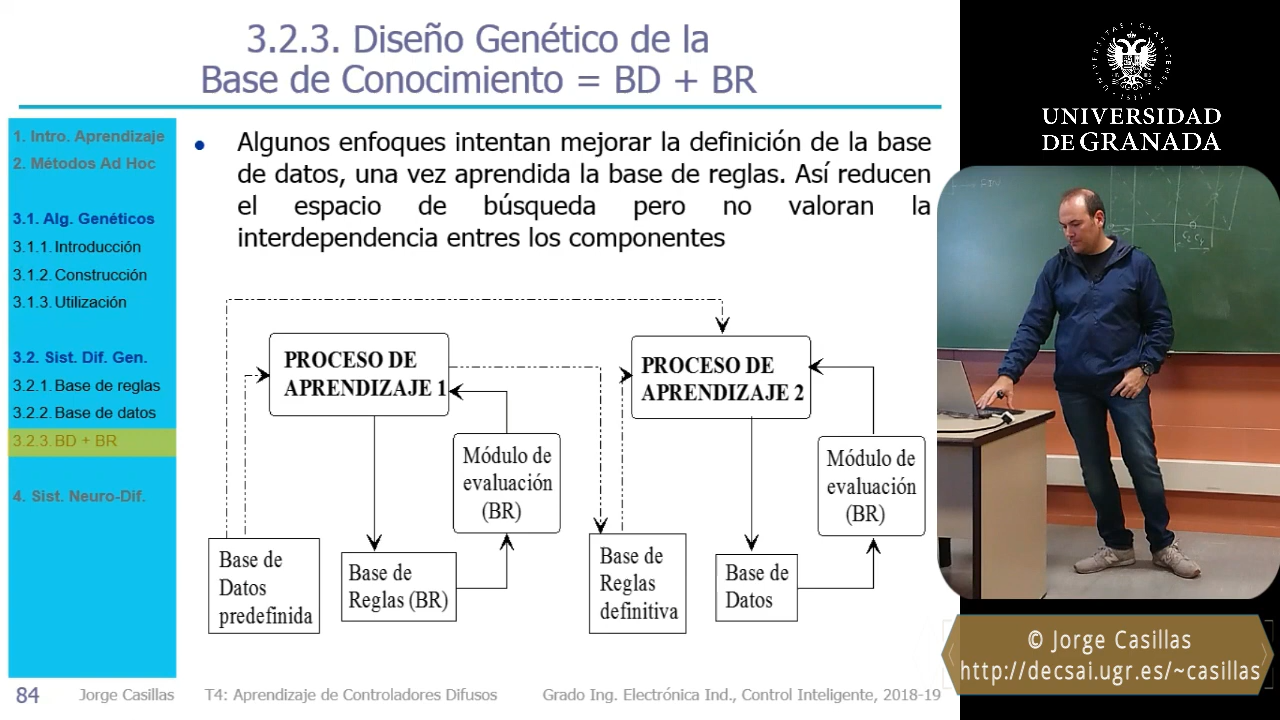 3.2.3. Diseño Genético de la
Base de Conocimiento = BD + BR
1. Intro. Aprendizaje
2. Métodos Ad Hoc
3.1. Alg. Genéticos
3.1.1. Introducción
3.1.2. Construcción
3.1.3. Utilización
3.2. Sist. Dif. Gen.
3.2.1. Base de reglas
3.2.2. Base de datos
3.2.3. BD + BR
4. Sist. Neuro-Dif.
• Algunos enfoques intentan mejorar la definición de la base
de datos, una vez aprendida la base de reglas. Así reducen
el espacio de búsqueda pero no valoran la
interdependencia entres los componentes
PROCESO DE
APRENDIZAJE 1
Módulo de
evaluación
(BR)
Base de
Datos
predefinida
Base de
Reglas (BR)
PROCESO DE
APRENDIZAJE 2
Módulo de
evaluación
(BR)
Base de
Reglas
definitiva
Base de
Datos
84 Jorge Casillas T4: Aprendizaje de Controladores Difusos Grado Ing. Electrónica Ind., Control Inteligente, 2018-19
UNIVERSIDAD
DE GRANADA
© Jorge Casillas
http://decsai.ugr.es/~casillas